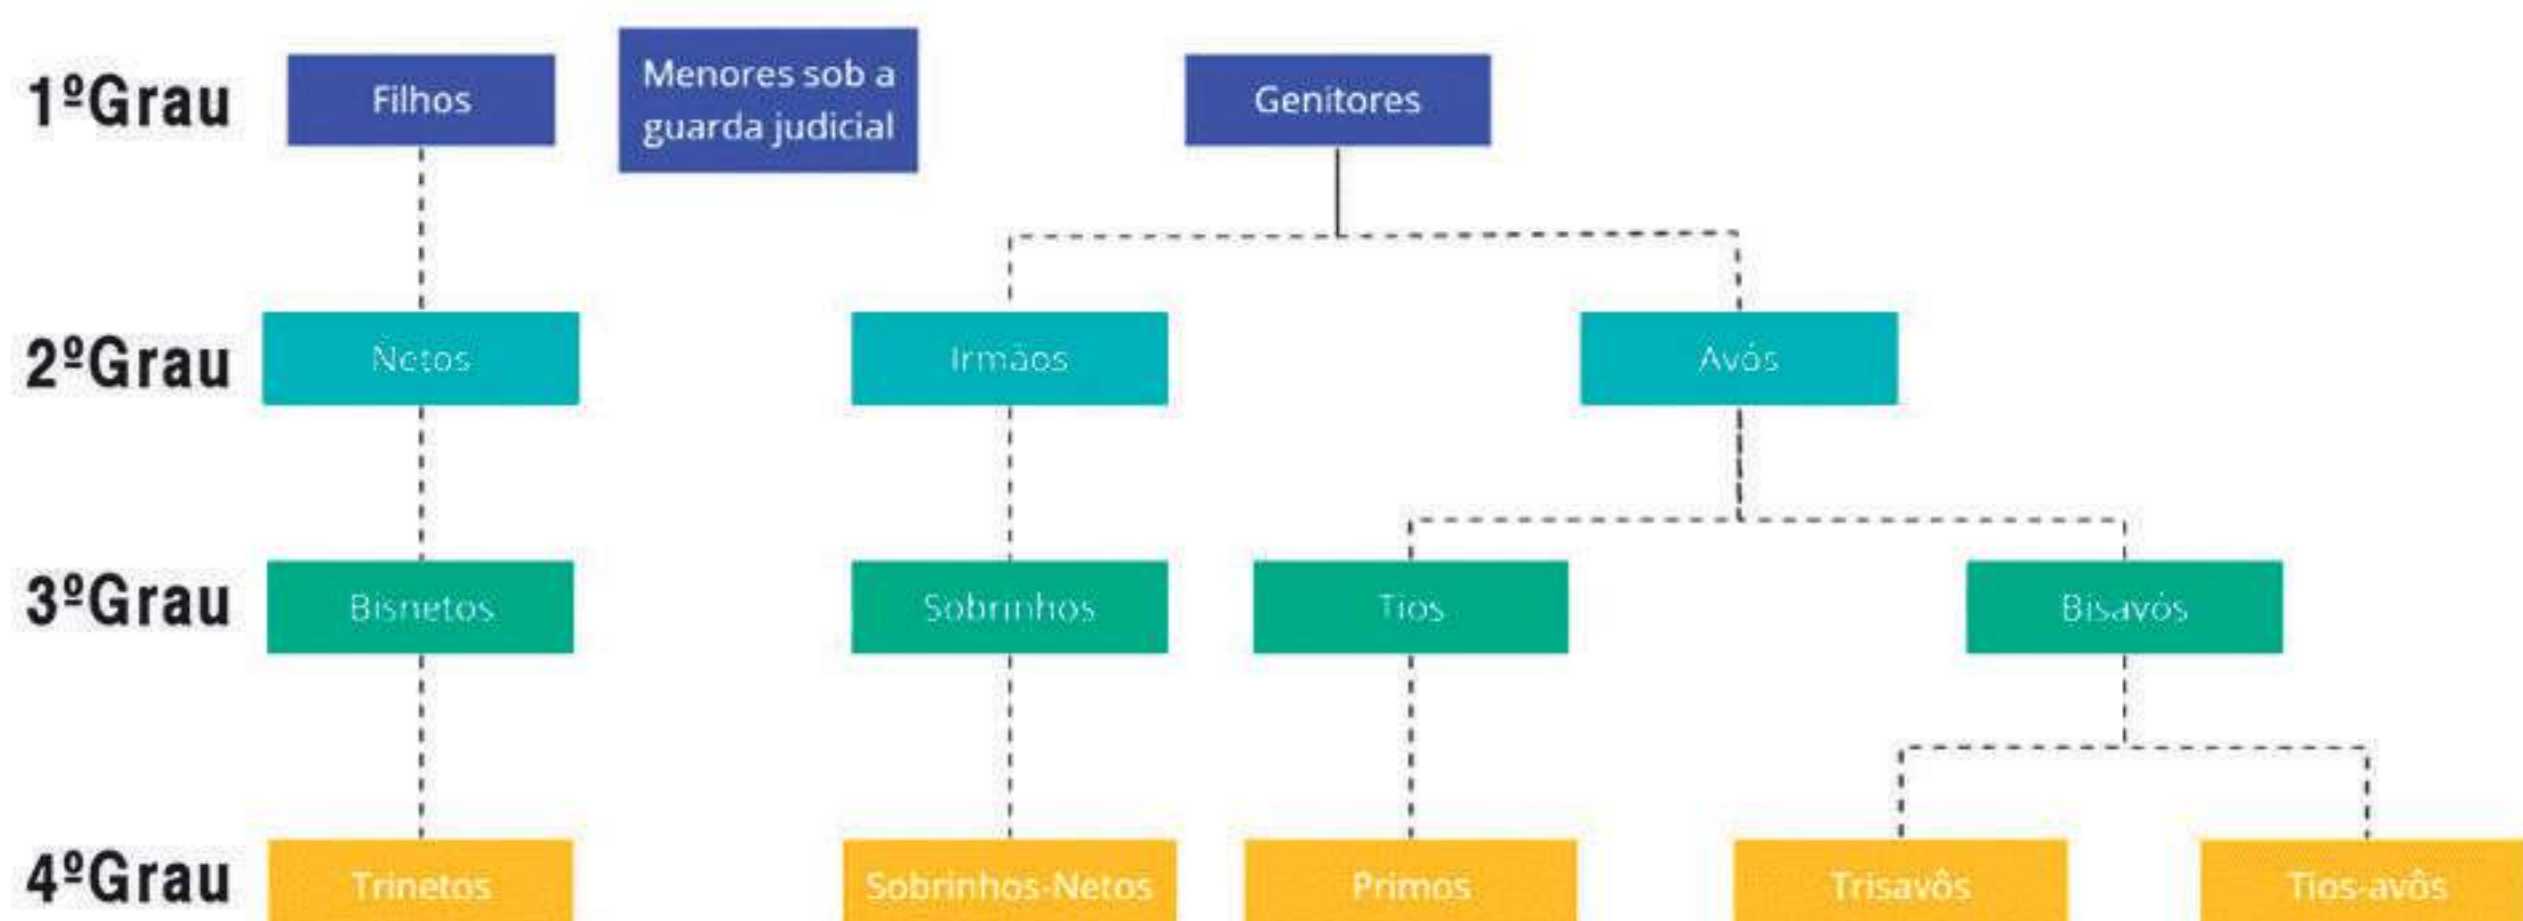 1ºGrau
Filhos
Menores sob a
guarda judicial
Genitores
2ºGrau
Netos
Irmãos
Avós
3ºGrau
Bisnetos
Sobrinhos
Tios
Bisavós
4ºGrau
Trinetos
Sobrinhos-Netos
Primos
Trisavôs
Tios-avôs